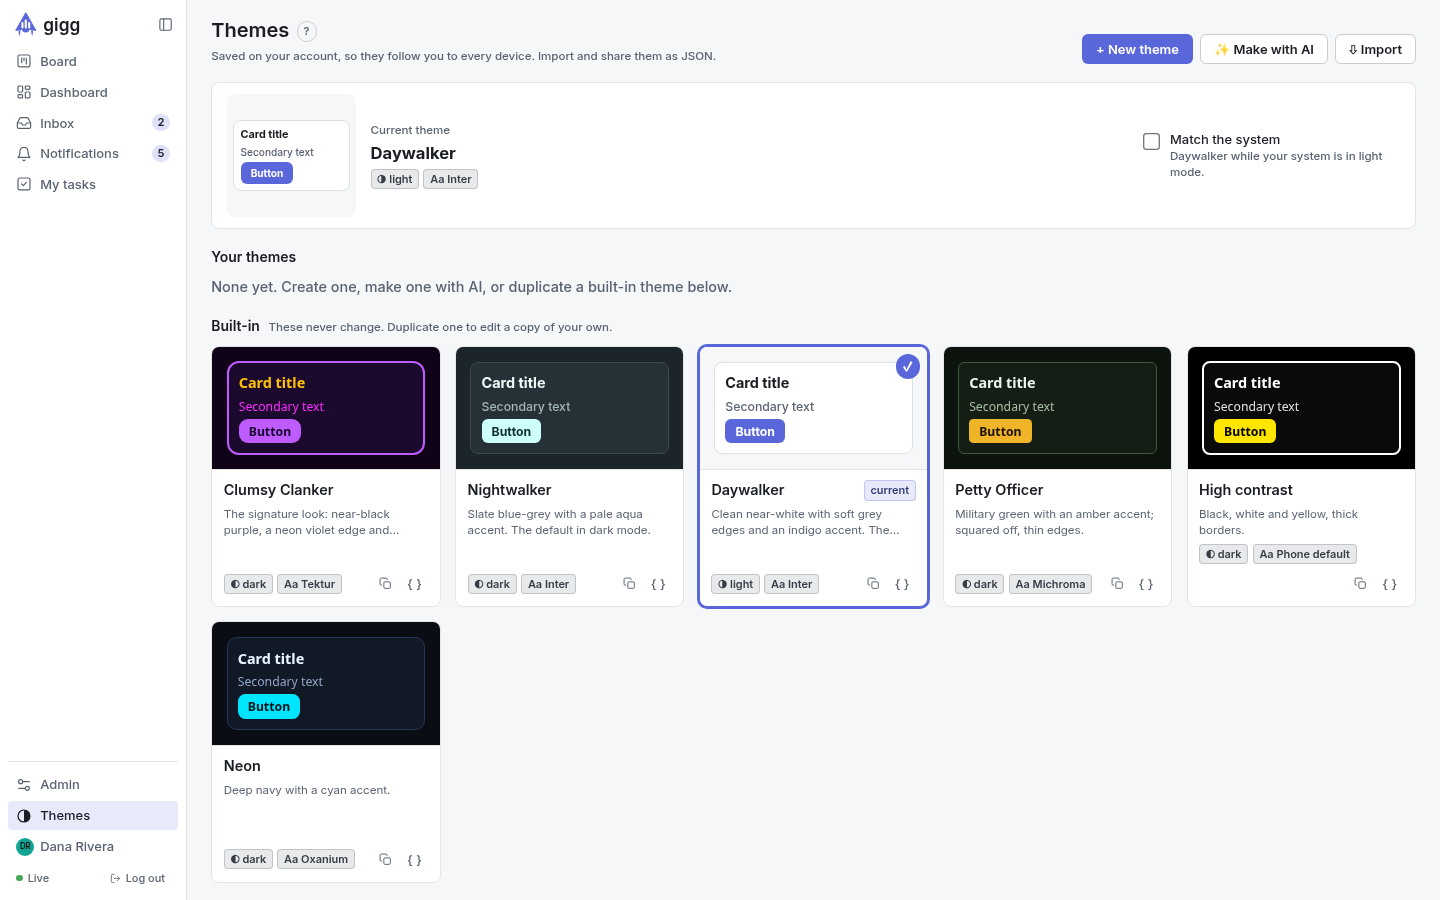 gigg
Board
Dashboard
Inbox
2
Notifications
5
My tasks
Admin
Themes
DR
Dana Rivera
Live
Log out
Themes
?
Saved on your account, so they follow you to every device. Import and share them as JSON.
+ New theme
✨ Make with AI
⇩ Import
Card title
Secondary text
Button
Current theme
Daywalker
◑ light
Aa Inter
Match the system
Daywalker while your system is in light
mode.
Your themes
None yet. Create one, make one with AI, or duplicate a built-in theme below.
Built-in
These never change. Duplicate one to edit a copy of your own.
Card title
Secondary text
Button
Clumsy Clanker
The signature look: near-black
purple, a neon violet edge and...
◐ dark
Aa Tektur
{ }
Card title
Secondary text
Button
Nightwalker
Slate blue-grey with a pale aqua
accent. The default in dark mode.
◐ dark
Aa Inter
{ }
Card title
Secondary text
Button
Daywalker
current
Clean near-white with soft grey
edges and an indigo accent. The...
◑ light
Aa Inter
{ }
Card title
Secondary text
Button
Petty Officer
Military green with an amber accent;
squared off, thin edges.
◐ dark
Aa Michroma
{ }
Card title
Secondary text
Button
High contrast
Black, white and yellow, thick
borders.
◐ dark
Aa Phone default
{ }
Card title
Secondary text
Button
Neon
Deep navy with a cyan accent.
◐ dark
Aa Oxanium
{ }